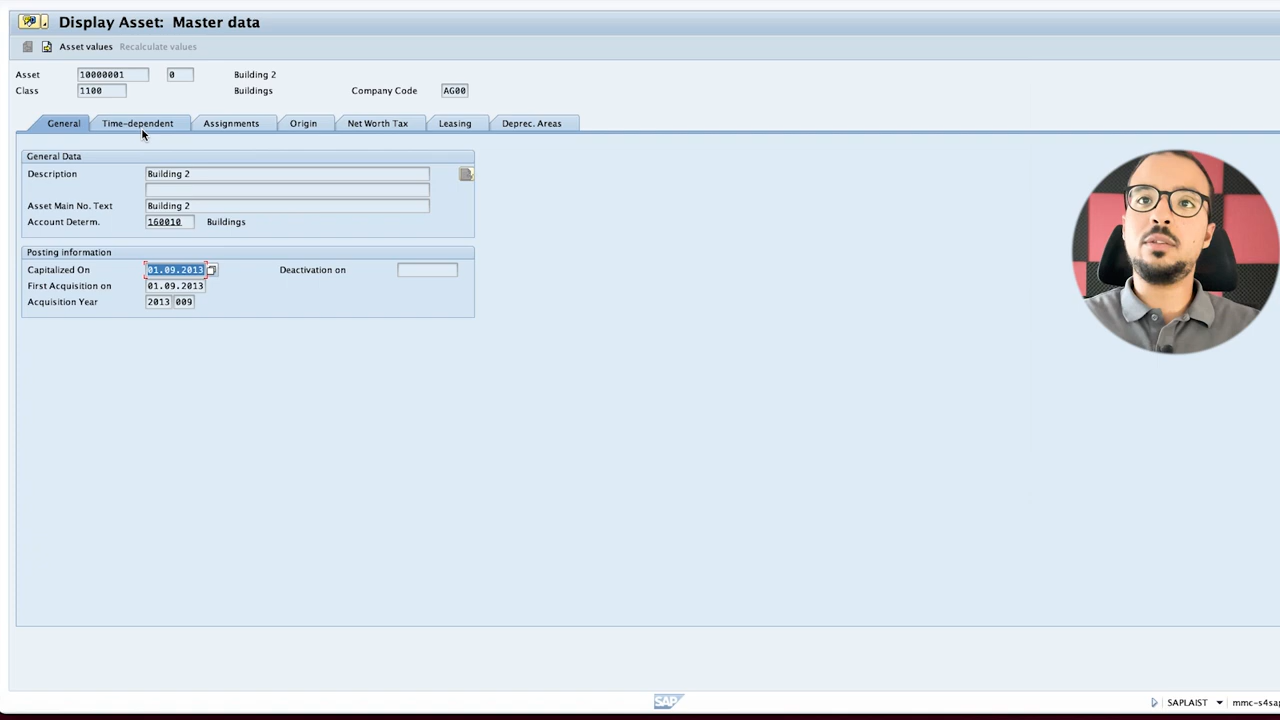 Display Asset: Master data
Asset values Recalculate values
Asset 10000001 0 Building 2
Class 1100 Buildings Company Code AG00
General Time-dependent Assignments Origin Net Worth Tax Leasing Deprec. Areas
General Data
Description Building 2
Asset Main No. Text Building 2
Account Determ. 160010 Buildings
Posting information
Capitalized On 01.09.2013 Deactivation on
First Acquisition on 01.09.2013
Acquisition Year 2013 009
SAP SAPLAIST mmc-s4sap